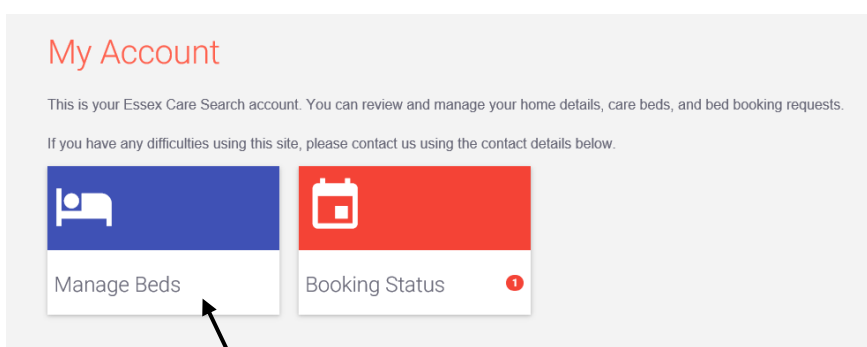 My Account
This is your Essex Care Search account. You can review and manage your home details, care beds, and bed booking requests.
If you have any difficulties using this site, please contact us using the contact details below.
Manage Beds
Booking Status 1